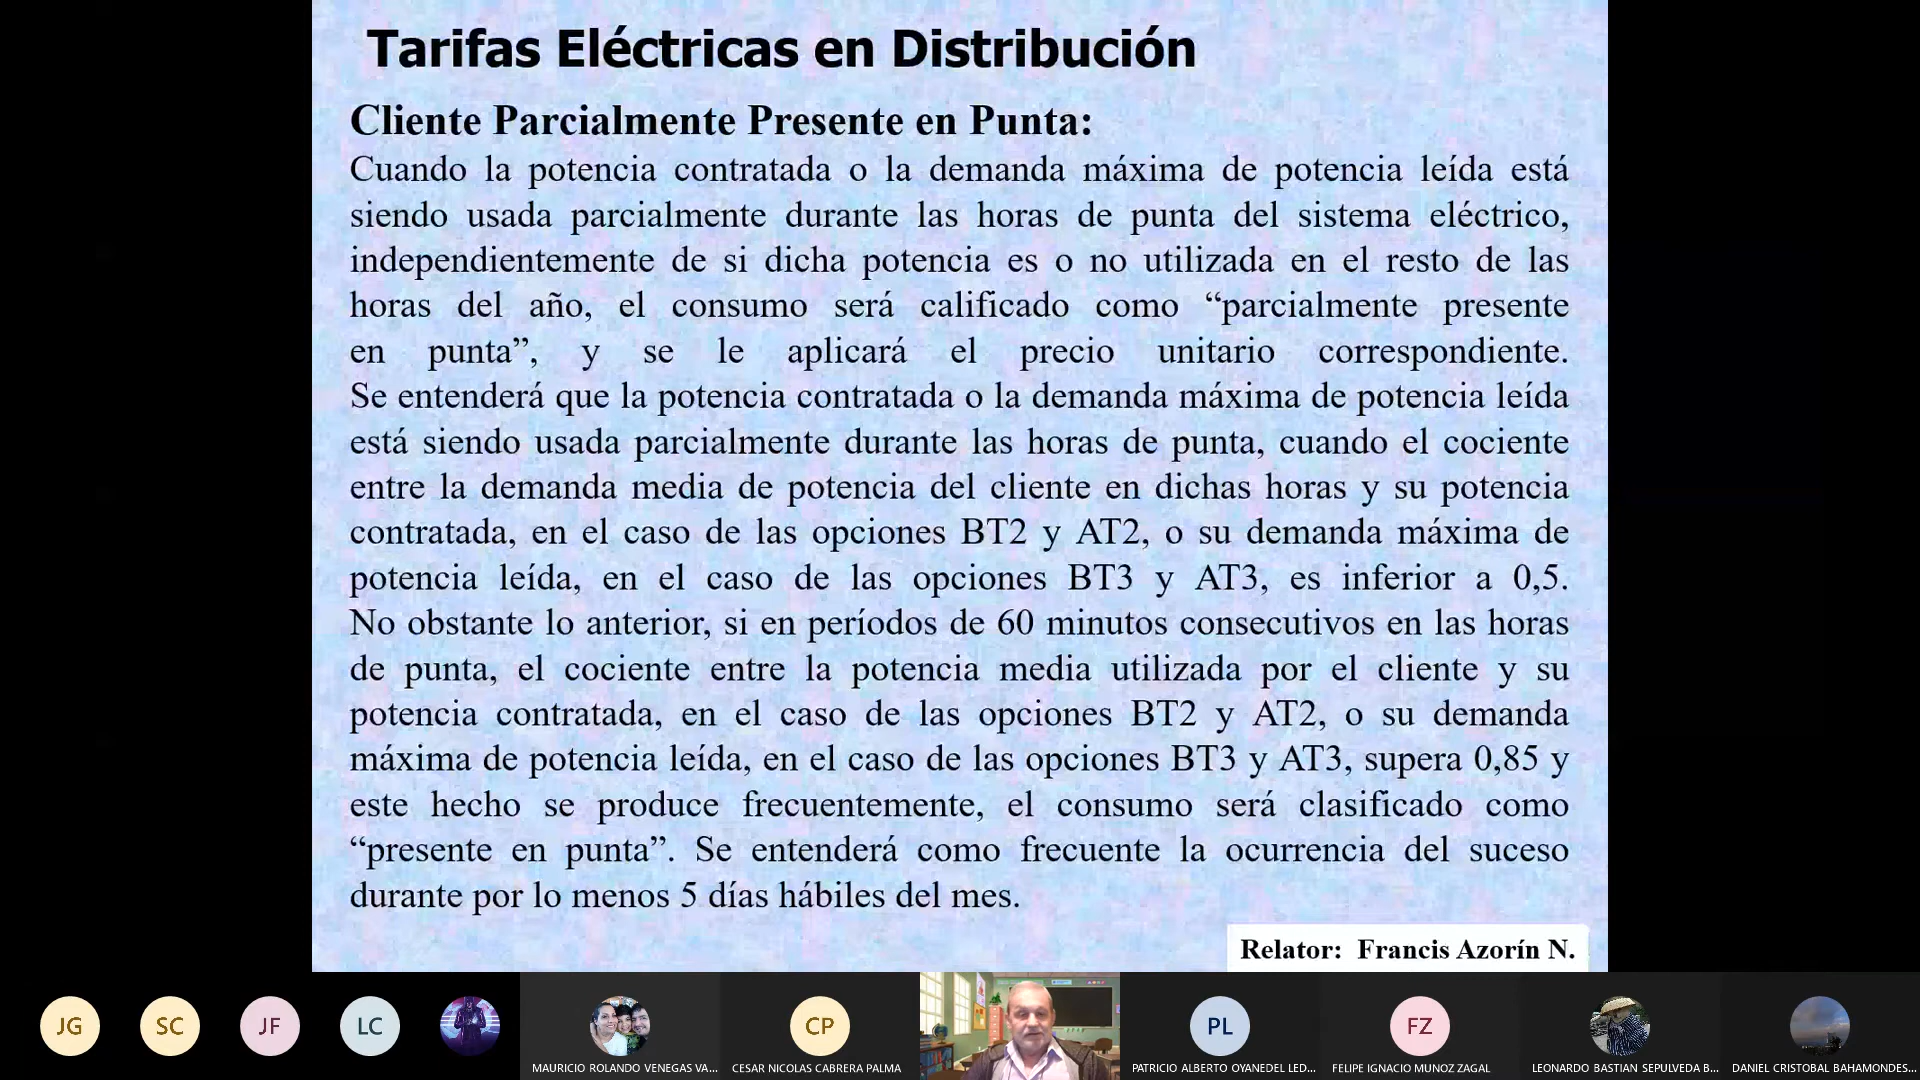 Tarifas Eléctricas en Distribución
Cliente Parcialmente Presente en Punta:
Cuando la potencia contratada o la demanda máxima de potencia leída está
siendo usada parcialmente durante las horas de punta del sistema eléctrico,
independientemente de si dicha potencia es o no utilizada en el resto de las
horas del año, el consumo será calificado como “parcialmente presente
en punta”, y se le aplicará el precio unitario correspondiente.
Se entenderá que la potencia contratada o la demanda máxima de potencia leída
está siendo usada parcialmente durante las horas de punta, cuando el cociente
entre la demanda media de potencia del cliente en dichas horas y su potencia
contratada, en el caso de las opciones BT2 y AT2, o su demanda máxima de
potencia leída, en el caso de las opciones BT3 y AT3, es inferior a 0,5.
No obstante lo anterior, si en períodos de 60 minutos consecutivos en las horas
de punta, el cociente entre la potencia media utilizada por el cliente y su
potencia contratada, en el caso de las opciones BT2 y AT2, o su demanda
máxima de potencia leída, en el caso de las opciones BT3 y AT3, supera 0,85 y
este hecho se produce frecuentemente, el consumo será clasificado como
“presente en punta”. Se entenderá como frecuente la ocurrencia del suceso
durante por lo menos 5 días hábiles del mes.
Relator: Francis Azorín N.
JG SC JF LC CP PL FZ
MAURICIO ROLANDO VENEGAS VA... CESAR NICOLAS CABRERA PALMA PATRICIO ALBERTO OYANEDEL LED... FELIPE IGNACIO MUNOZ ZAGAL LEONARDO BASTIAN SEPULVEDA B... DANIEL CRISTOBAL BAHAMONDES...